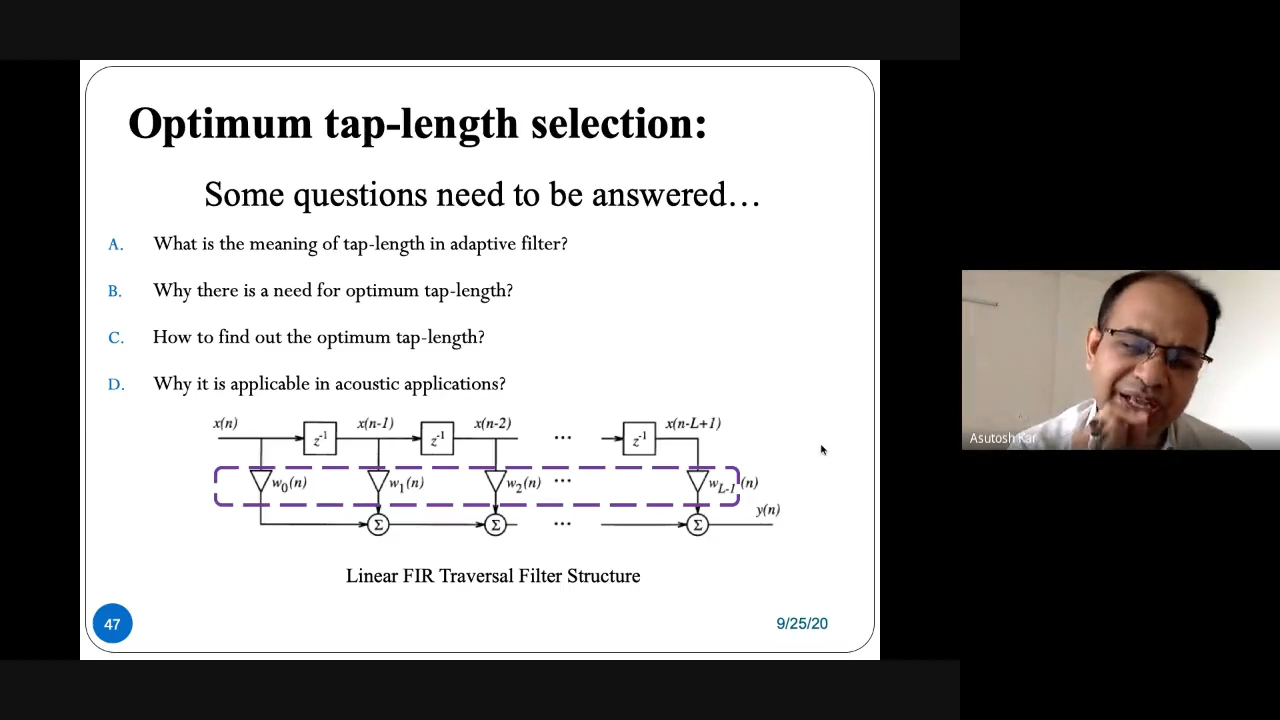 Optimum tap-length selection:
Some questions need to be answered…
A. What is the meaning of tap-length in adaptive filter?
B. Why there is a need for optimum tap-length?
C. How to find out the optimum tap-length?
D. Why it is applicable in acoustic applications?
x(n) x(n-1) x(n-2) x(n-L+1)
z⁻¹ z⁻¹ ... z⁻¹
w₀(n) w₁(n) w₂(n) ... w_L-1(n)
y(n)
Σ Σ ... Σ
Linear FIR Traversal Filter Structure
47 9/25/20
Asutosh Kar